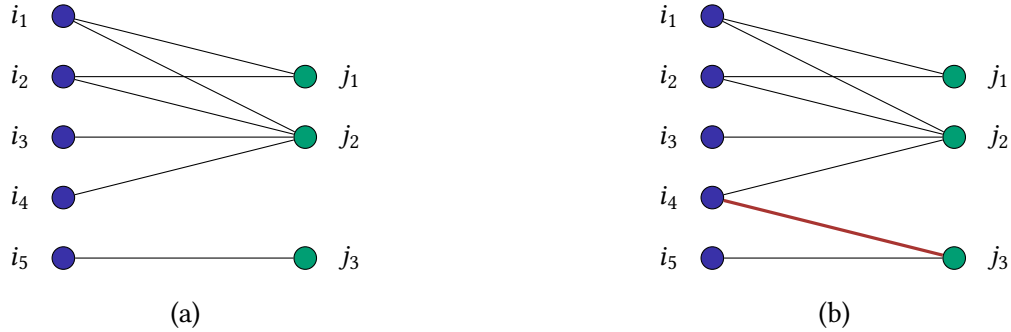 i₁ i₁
i₂ j₁ i₂ j₁
i₃ j₂ i₃ j₂
i₄ i₄
i₅ j₃ i₅ j₃
(a) (b)